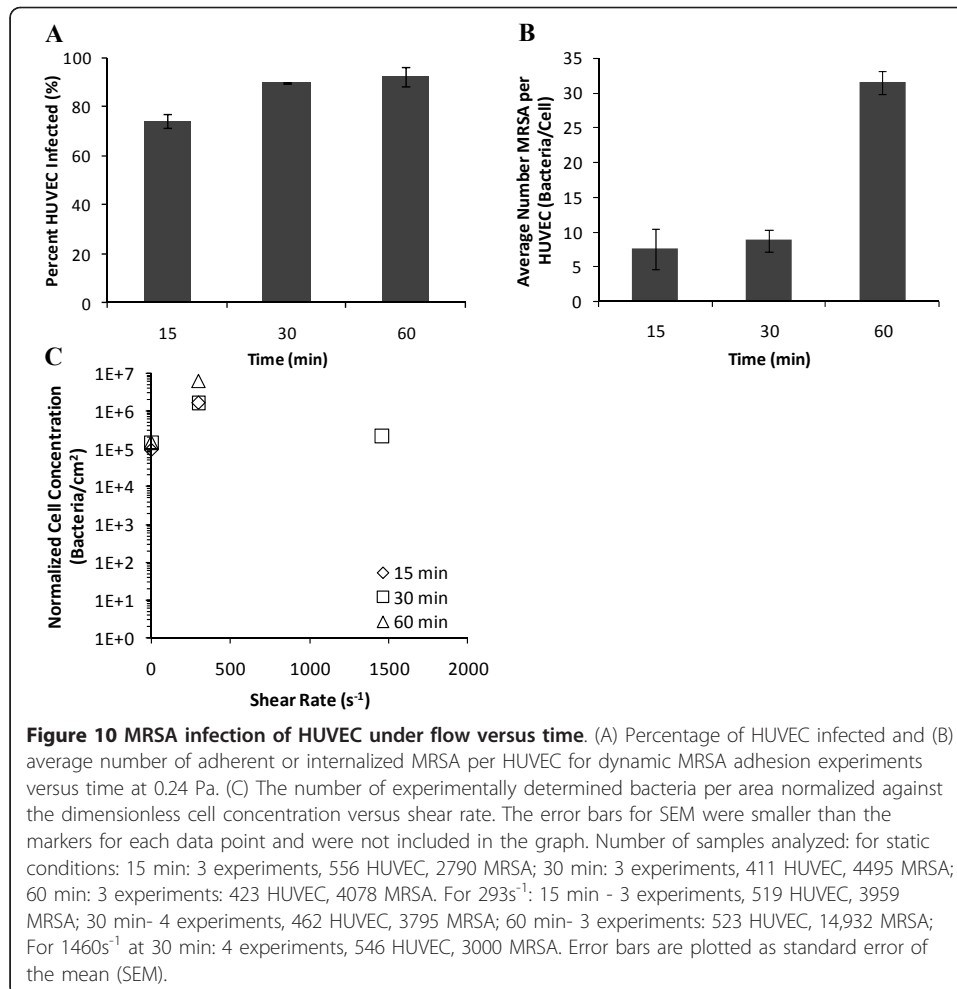 A
Percent HUVEC Infected (%)
100
80
60
40
20
0
15 30 60
Time (min)
B
Average Number MRSA per
HUVEC (Bacteria/Cell)
35
30
25
20
15
10
5
0
15 30 60
Time (min)
C
Normalized Cell Concentration
(Bacteria/cm²)
1E+7
1E+6
1E+5
1E+4
1E+3
1E+2
1E+1
1E+0
15 min
30 min
60 min
0 500 1000 1500 2000
Shear Rate (s⁻¹)
Figure 10 MRSA infection of HUVEC under flow versus time. (A) Percentage of HUVEC infected and (B)
average number of adherent or internalized MRSA per HUVEC for dynamic MRSA adhesion experiments
versus time at 0.24 Pa. (C) The number of experimentally determined bacteria per area normalized against
the dimensionless cell concentration versus shear rate. The error bars for SEM were smaller than the
markers for each data point and were not included in the graph. Number of samples analyzed: for static
conditions: 15 min: 3 experiments, 556 HUVEC, 2790 MRSA; 30 min: 3 experiments, 411 HUVEC, 4495 MRSA;
60 min: 3 experiments: 423 HUVEC, 4078 MRSA. For 293s⁻¹: 15 min - 3 experiments, 519 HUVEC, 3959
MRSA; 30 min- 4 experiments, 462 HUVEC, 3795 MRSA; 60 min- 3 experiments: 523 HUVEC, 14,932 MRSA;
For 1460s⁻¹ at 30 min: 4 experiments, 546 HUVEC, 3000 MRSA. Error bars are plotted as standard error of
the mean (SEM).